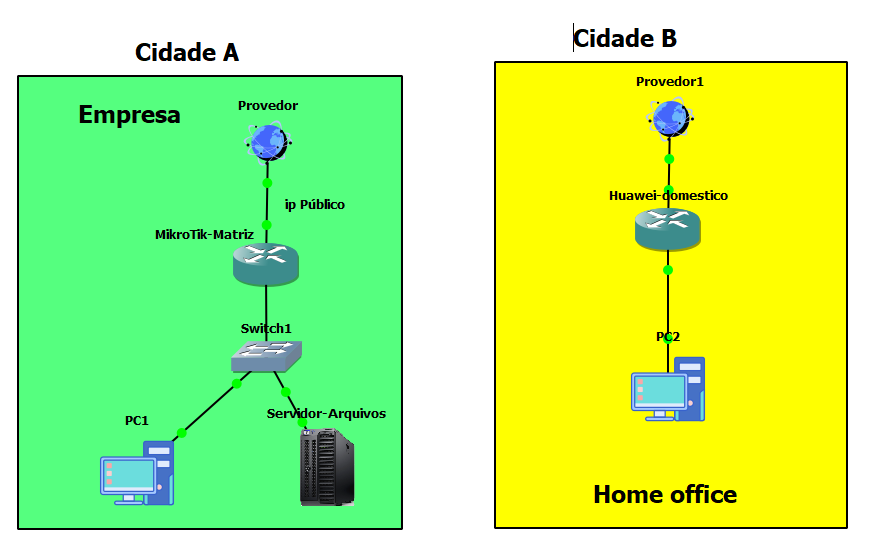 Cidade A
Empresa
Provedor
ip Público
MikroTik-Matriz
Switch1
PC1
Servidor-Arquivos
Cidade B
Provedor1
Huawei-domestico
PC2
Home office